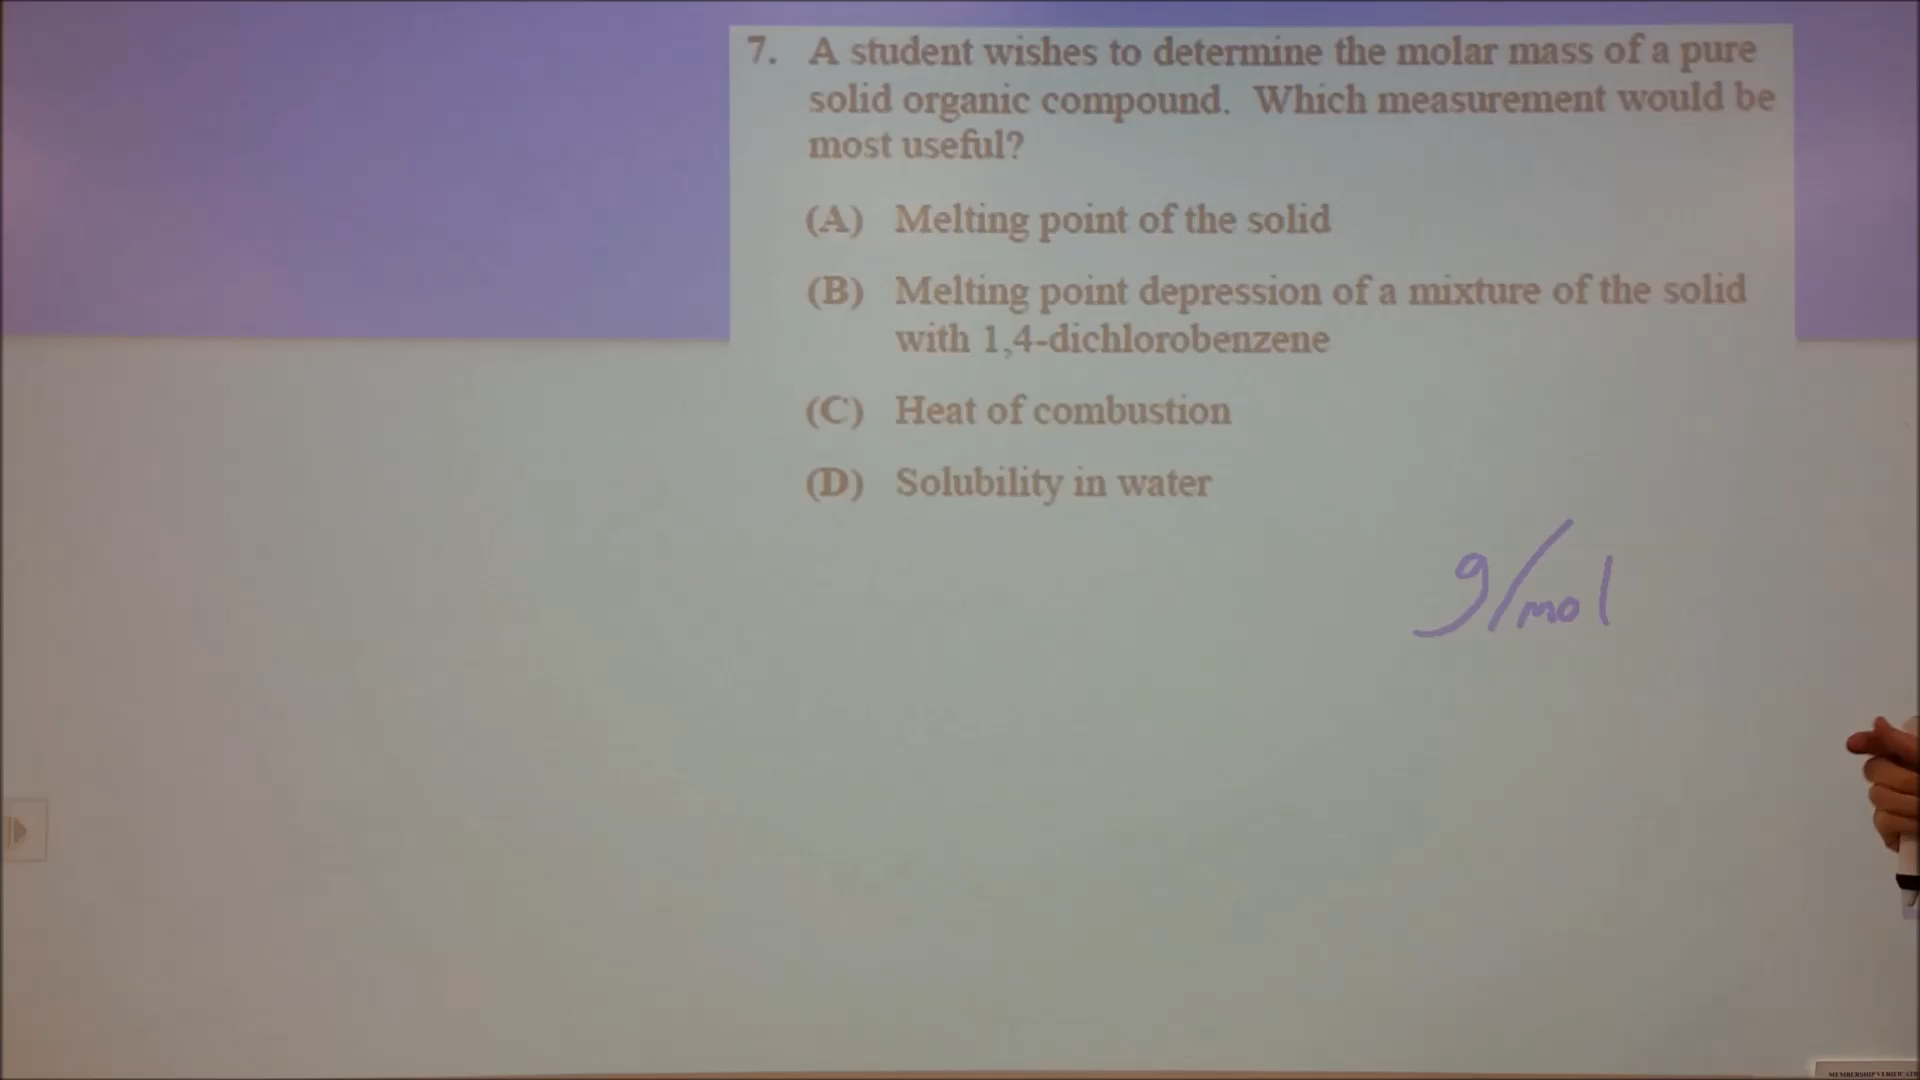 7. A student wishes to determine the molar mass of a pure
solid organic compound. Which measurement would be
most useful?
(A) Melting point of the solid
(B) Melting point depression of a mixture of the solid
with 1,4-dichlorobenzene
(C) Heat of combustion
(D) Solubility in water
g/mol